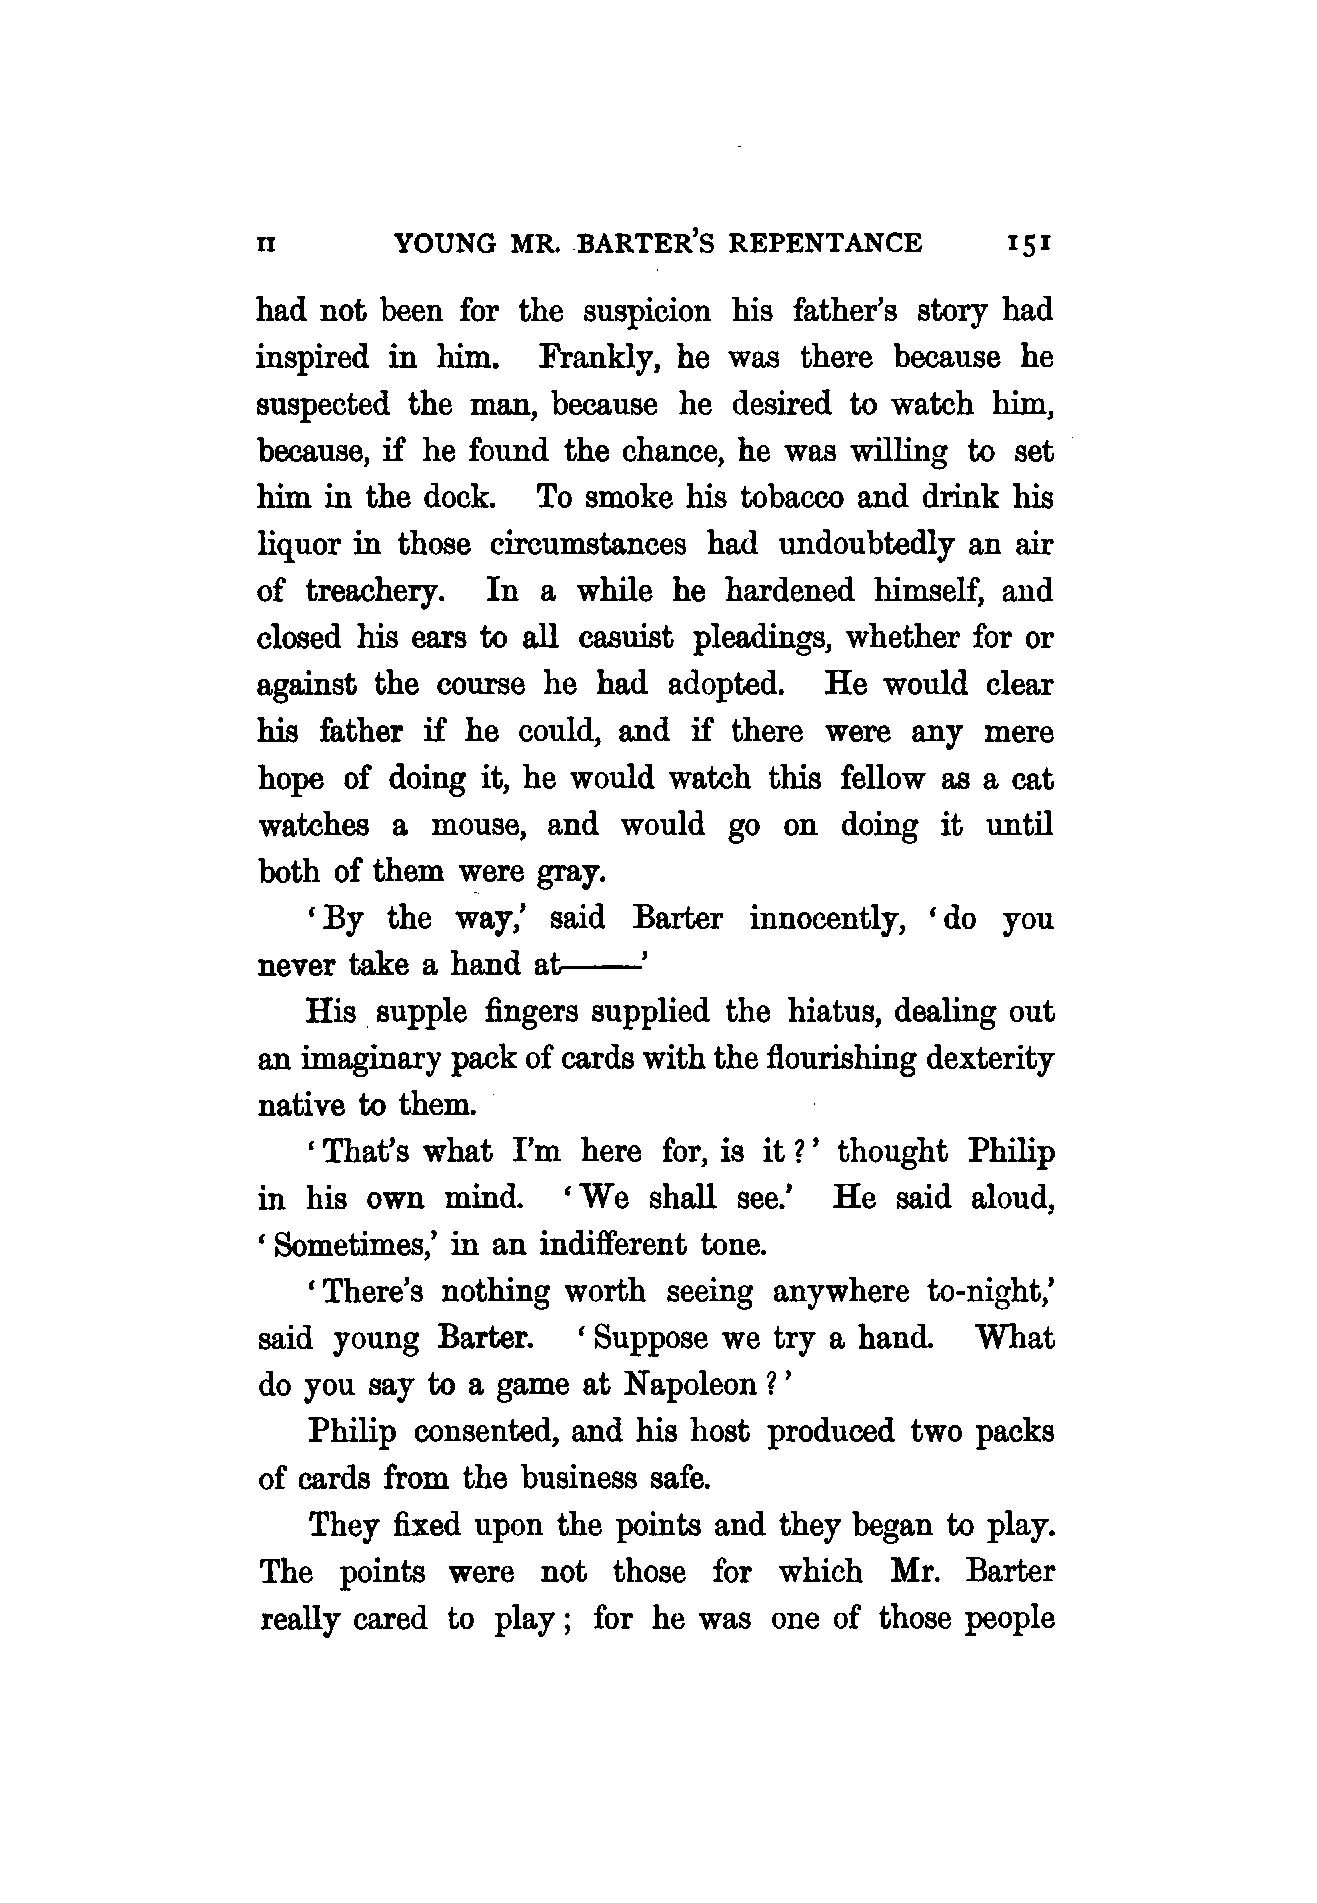 II YOUNG MR. BARTER'S REPENTANCE 151
had not been for the suspicion his father's story had
inspired in him. Frankly, he was there because he
suspected the man, because he desired to watch him,
because, if he found the chance, he was willing to set
him in the dock. To smoke his tobacco and drink his
liquor in those circumstances had undoubtedly an air
of treachery. In a while he hardened himself, and
closed his ears to all casuist pleadings, whether for or
against the course he had adopted. He would clear
his father if he could, and if there were any mere
hope of doing it, he would watch this fellow as a cat
watches a mouse, and would go on doing it until
both of them were gray.
‘By the way,’ said Barter innocently, ‘do you
never take a hand at——’
His supple fingers supplied the hiatus, dealing out
an imaginary pack of cards with the flourishing dexterity
native to them.
‘That's what I'm here for, is it?’ thought Philip
in his own mind. ‘We shall see.’ He said aloud,
‘Sometimes,’ in an indifferent tone.
‘There's nothing worth seeing anywhere to-night,’
said young Barter. ‘Suppose we try a hand. What
do you say to a game at Napoleon?’
Philip consented, and his host produced two packs
of cards from the business safe.
They fixed upon the points and they began to play.
The points were not those for which Mr. Barter
really cared to play; for he was one of those people